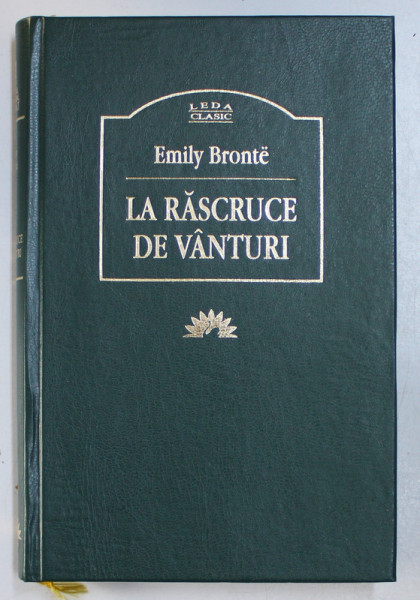 LEDA
CLASIC
Emily Brontë
LA RĂSCRUCE
DE VÂNTURI